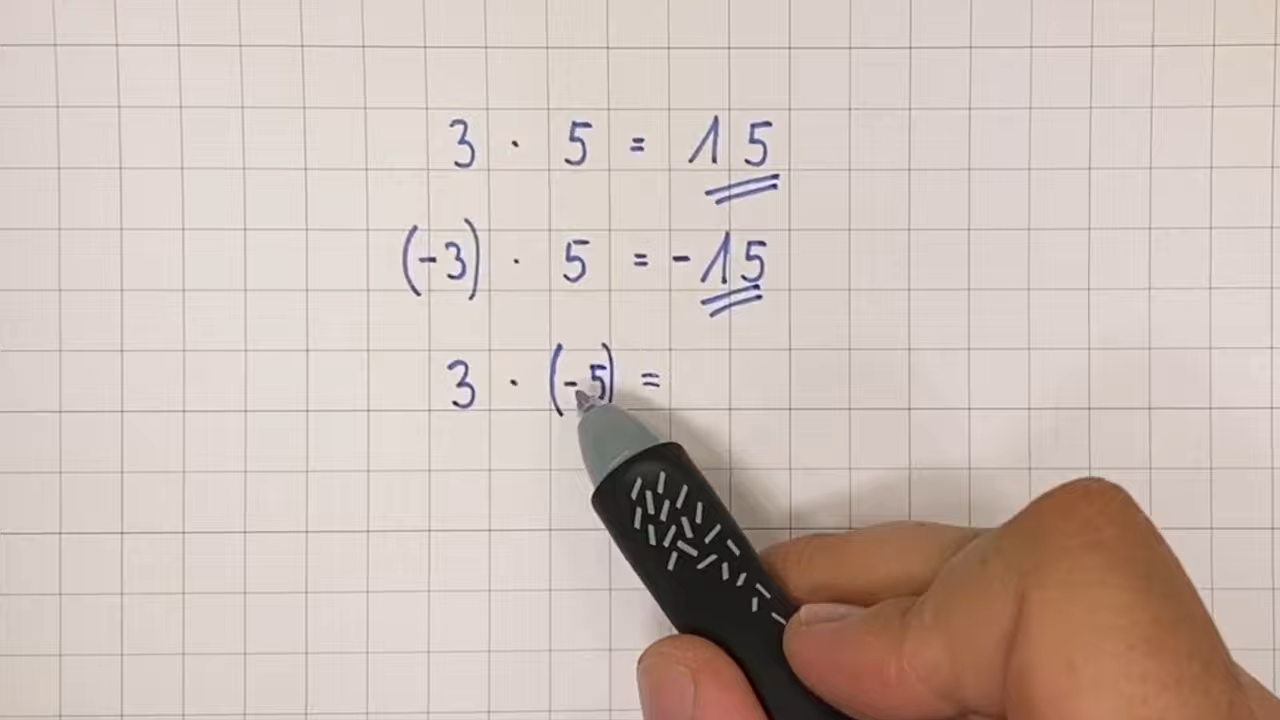 3 · 5 = 15
(-3) · 5 = -15
3 · (-5) =